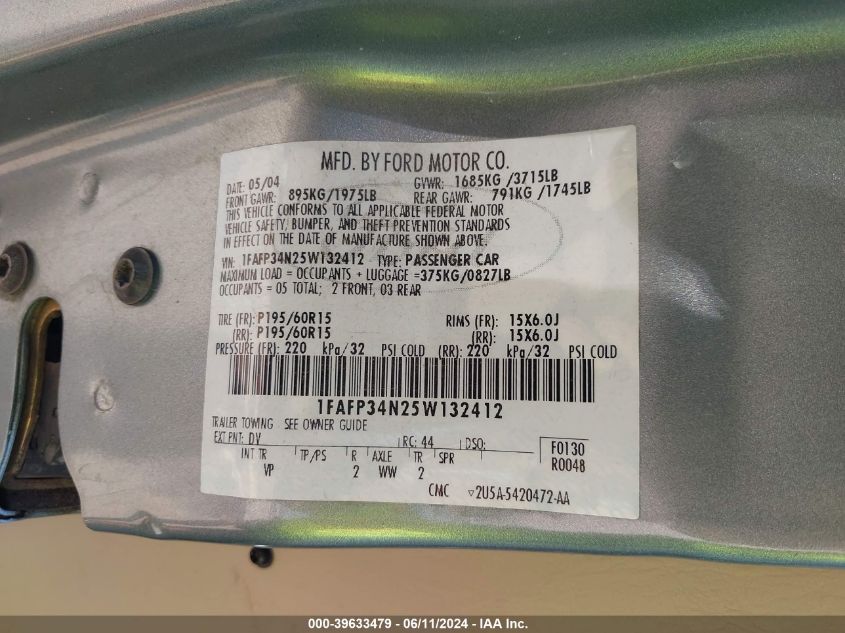 MFD. BY FORD MOTOR CO.
DATE: 05/04 GVWR: 1685KG /3715LB
FRONT GAWR: 895KG/1975LB REAR GAWR: 791KG /1745LB
THIS VEHICLE CONFORMS TO ALL APPLICABLE FEDERAL MOTOR
VEHICLE SAFETY, BUMPER, AND THEFT PREVENTION STANDARDS
IN EFFECT ON THE DATE OF MANUFACTURE SHOWN ABOVE.
VIN: 1FAFP34N25W132412 TYPE: PASSENGER CAR
MAXIMUM LOAD = OCCUPANTS + LUGGAGE =375KG/0827LB
OCCUPANTS = 05 TOTAL; 2 FRONT, 03 REAR
TIRE (FR): P195/60R15 RIMS (FR): 15X6.0J
(RR): P195/60R15 (RR): 15X6.0J
PRESSURE (FR): 220 kPa/32 PSI COLD (RR): 220 kPa/32 PSI COLD
1FAFP34N25W132412
TRAILER TOWING SEE OWNER GUIDE
EXT PNT: DV RC: 44 DSO: F0130
INT TR TP/PS R AXLE TR SPR R0048
VP 2 WW 2
CMC ▽2U5A-5420472-AA
000-39633479 - 06/11/2024 - IAA Inc.